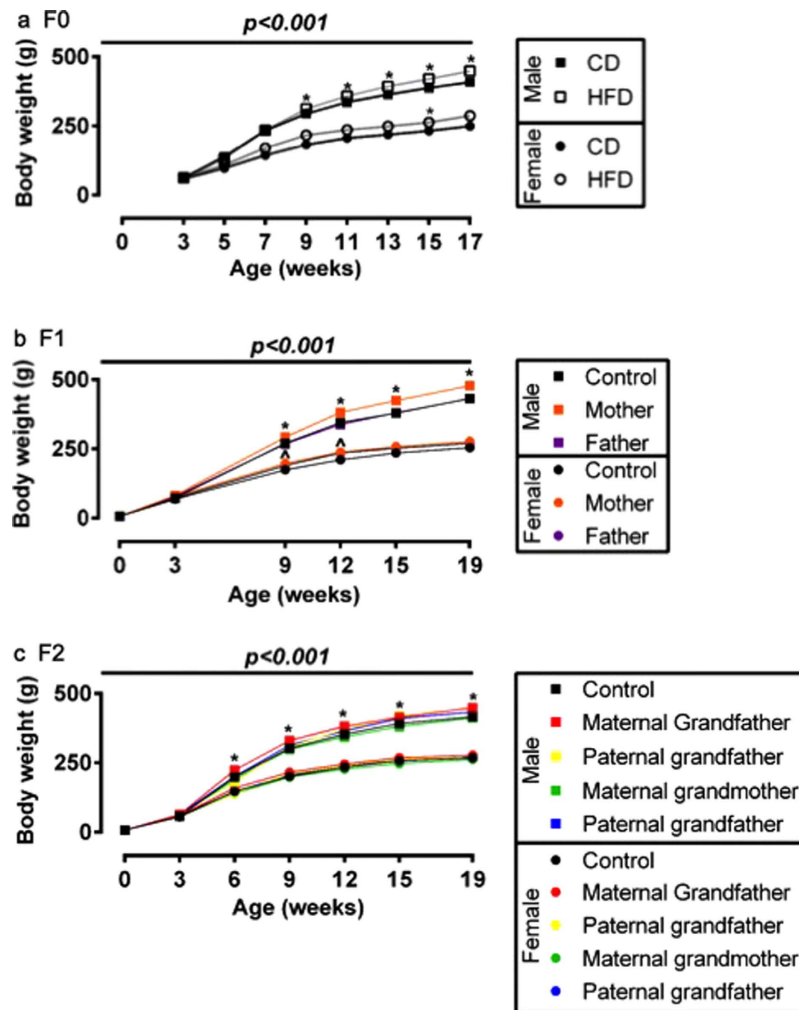 a F0
p<0.001
Body weight (g)
500
250
0
*
*
*
*
*
*
0 3 5 7 9 11 13 15 17
Age (weeks)
Male
CD
HFD
Female
CD
HFD
b F1
p<0.001
Body weight (g)
500
250
0
*
*
*
*
^
^
0 3 9 12 15 19
Age (weeks)
Male
Control
Mother
Father
Female
Control
Mother
Father
c F2
p<0.001
Body weight (g)
500
250
0
*
*
*
*
*
0 3 6 9 12 15 19
Age (weeks)
Male
Control
Maternal Grandfather
Paternal grandfather
Maternal grandmother
Paternal grandfather
Female
Control
Maternal Grandfather
Paternal grandfather
Maternal grandmother
Paternal grandfather